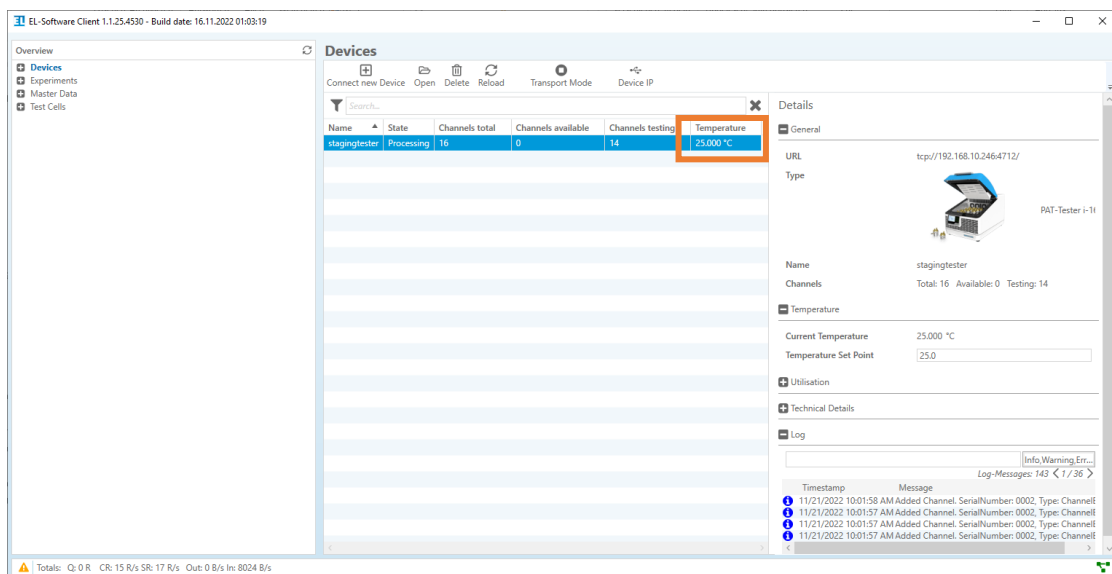 EL-Software Client 1.1.25.4530 - Build date: 16.11.2022 01:03:19
Overview
Devices
Experiments
Master Data
Test Cells
Devices
Connect new Device Open Delete Reload Transport Mode Device IP
Search...
Name State Channels total Channels available Channels testing Temperature
stagingtester Processing 16 0 14 25.000 °C
Details
General
URL tcp://192.168.10.246:4712/
Type
PAT-Tester i-16
Name stagingtester
Channels Total: 16 Available: 0 Testing: 14
Temperature
Current Temperature 25.000 °C
Temperature Set Point 25.0
Utilisation
Technical Details
Log
Info,Warning,Err...
Log-Messages: 143 < 1 / 36 >
Timestamp Message
11/21/2022 10:01:58 AM Added Channel. SerialNumber: 0002, Type: ChannelE
11/21/2022 10:01:57 AM Added Channel. SerialNumber: 0002, Type: ChannelE
11/21/2022 10:01:57 AM Added Channel. SerialNumber: 0002, Type: ChannelE
11/21/2022 10:01:57 AM Added Channel. SerialNumber: 0002, Type: ChannelE
Totals: Q: 0 R CR: 15 R/s SR: 17 R/s Out: 0 B/s In: 8024 B/s